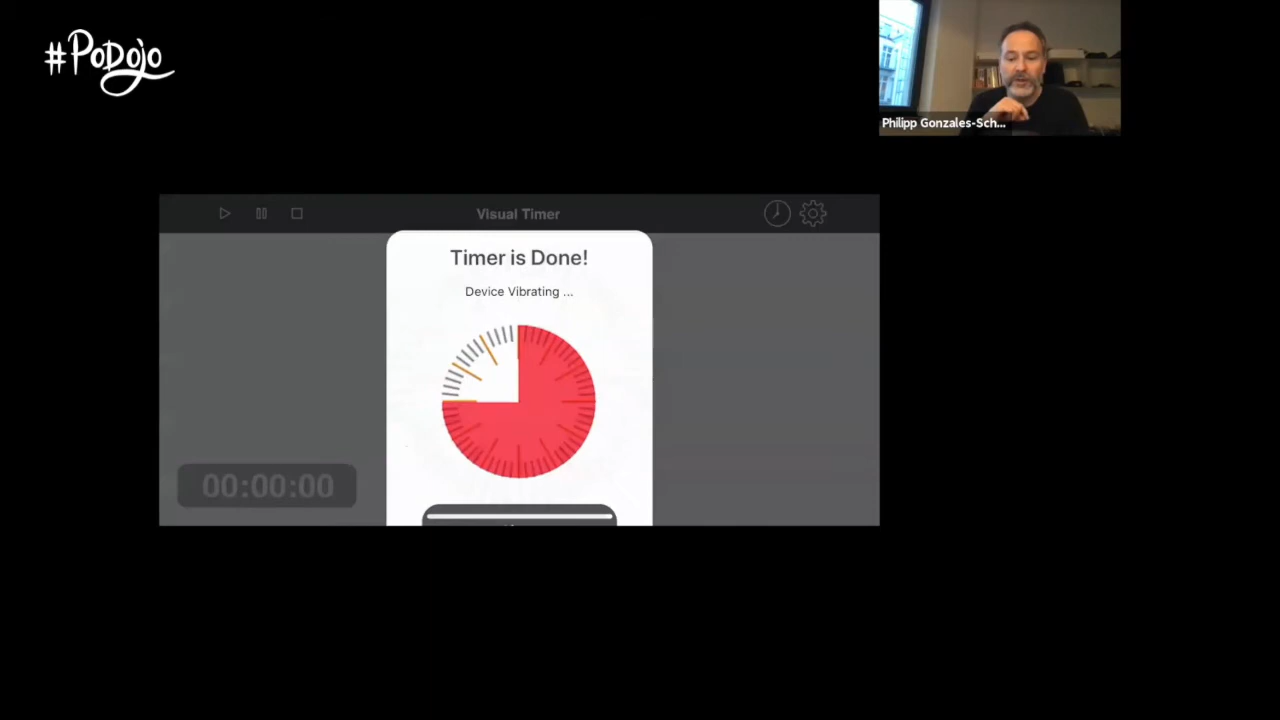 #PoDojo
Philipp Gonzales-Sch...
Visual Timer
Timer is Done!
Device Vibrating ...
00:00:00